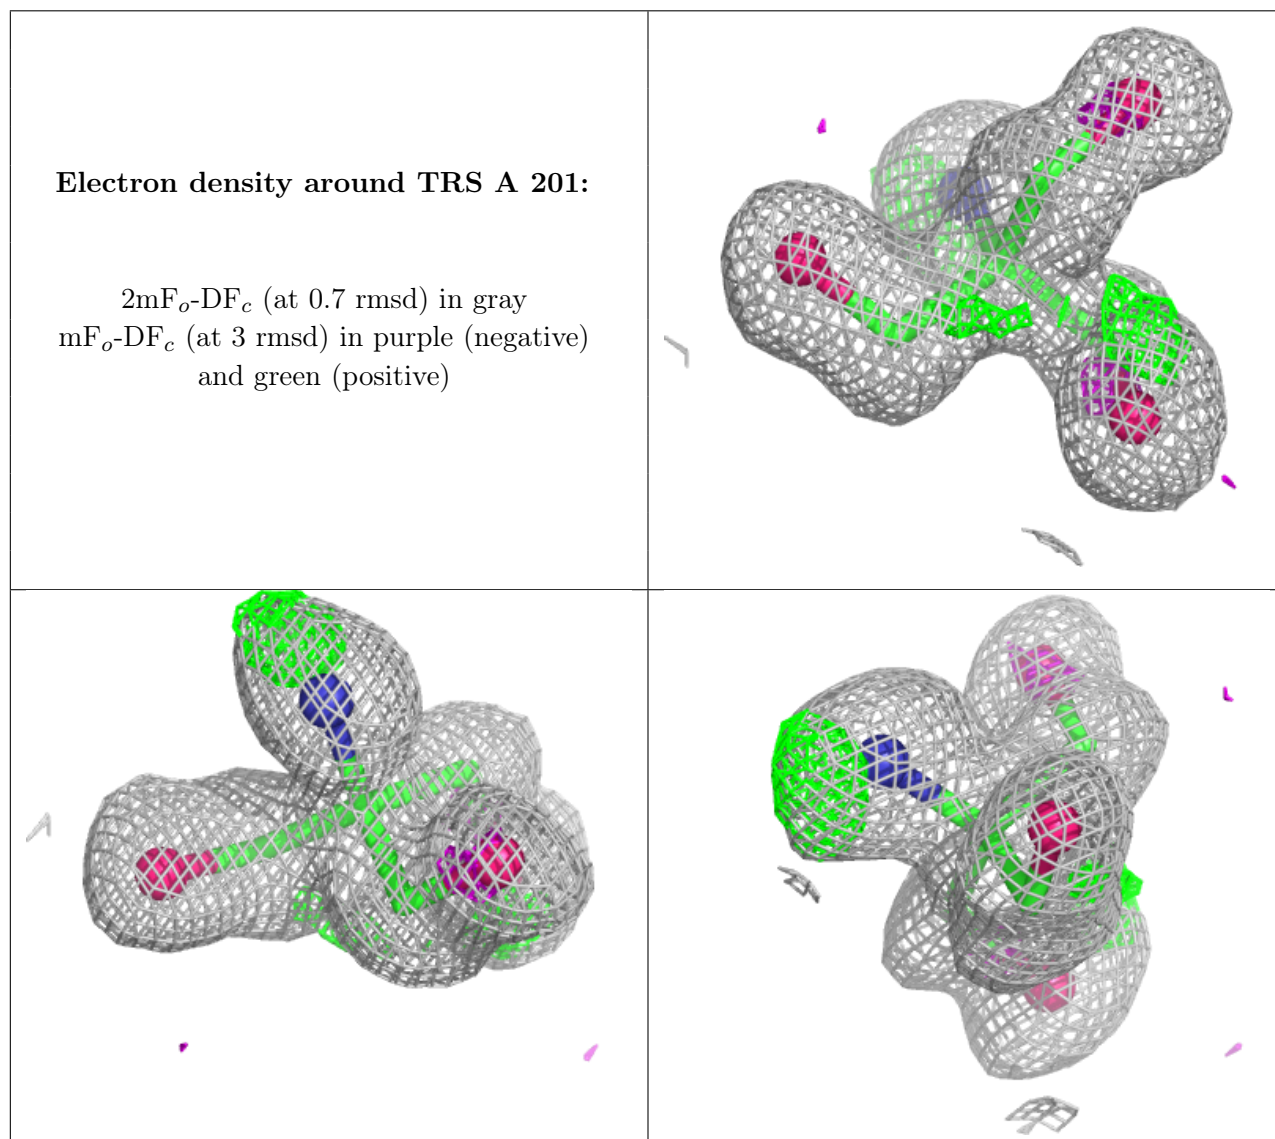 Electron density around TRS A 201:
2mFo-DFc (at 0.7 rmsd) in gray
mFo-DFc (at 3 rmsd) in purple (negative)
and green (positive)